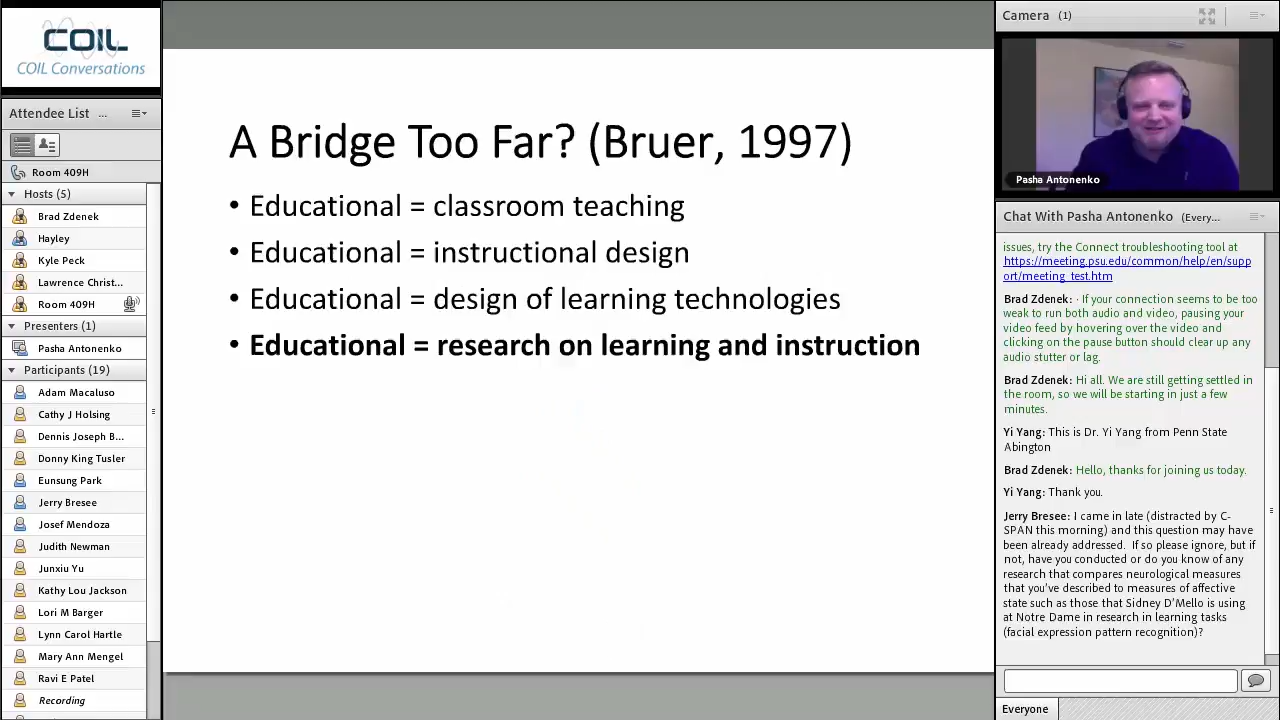 COIL
COIL Conversations
Attendee List ...
Room 409H
Hosts (5)
Brad Zdenek
Hayley
Kyle Peck
Lawrence Christ...
Room 409H
Presenters (1)
Pasha Antonenko
Participants (19)
Adam Macaluso
Cathy J Holsing
Dennis Joseph B...
Donny King Tusler
Eunsung Park
Jerry Bresee
Josef Mendoza
Judith Newman
Junxiu Yu
Kathy Lou Jackson
Lori M Barger
Lynn Carol Hartle
Mary Ann Mengel
Ravi E Patel
Recording
A Bridge Too Far? (Bruer, 1997)
• Educational = classroom teaching
• Educational = instructional design
• Educational = design of learning technologies
• Educational = research on learning and instruction
Camera (1)
Pasha Antonenko
Chat With Pasha Antonenko (Every...
issues, try the Connect troubleshooting tool at
https://meeting.psu.edu/common/help/en/supp
ort/meeting_test.htm
Brad Zdenek: · If your connection seems to be too
weak to run both audio and video, pausing your
video feed by hovering over the video and
clicking on the pause button should clear up any
audio stutter or lag.
Brad Zdenek: Hi all. We are still getting settled in
the room, so we will be starting in just a few
minutes.
Yi Yang: This is Dr. Yi Yang from Penn State
Abington
Brad Zdenek: Hello, thanks for joining us today.
Yi Yang: Thank you.
Jerry Bresee: I came in late (distracted by C-
SPAN this morning) and this question may have
been already addressed. If so please ignore, but if
not, have you conducted or do you know of any
research that compares neurological measures
that you've described to measures of affective
state such as those that Sidney D'Mello is using
at Notre Dame in research in learning tasks
(facial expression pattern recognition)?
Everyone